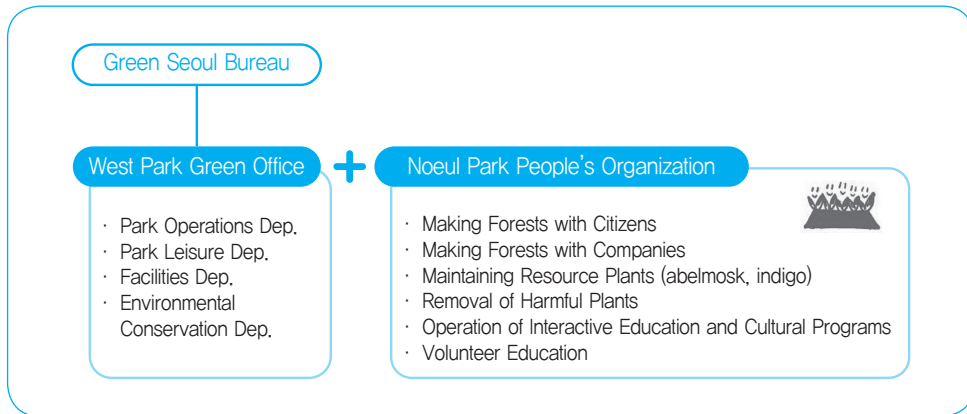 Green Seoul Bureau
West Park Green Office
· Park Operations Dep.
· Park Leisure Dep.
· Facilities Dep.
· Environmental
Conservation Dep.
+
Noeul Park People's Organization
· Making Forests with Citizens
· Making Forests with Companies
· Maintaining Resource Plants (abelmosk, indigo)
· Removal of Harmful Plants
· Operation of Interactive Education and Cultural Programs
· Volunteer Education